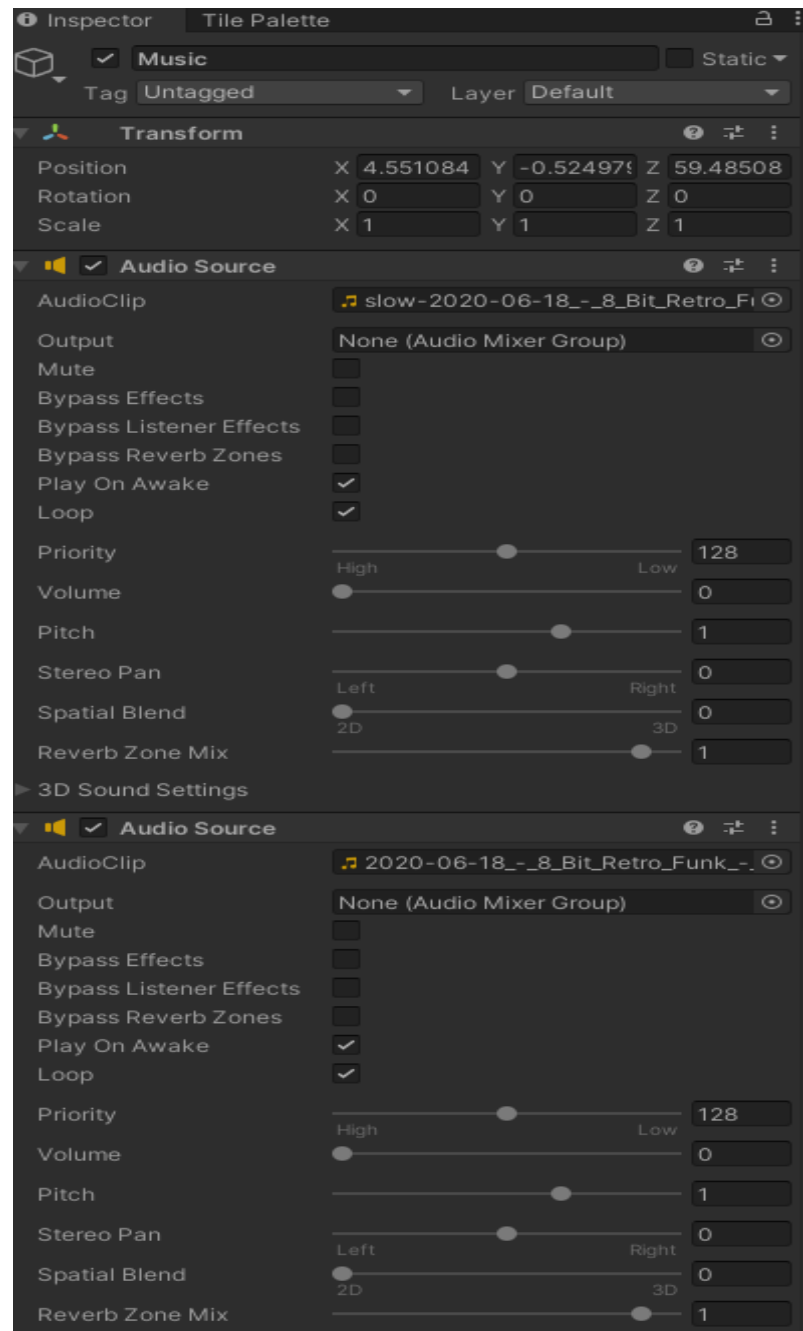 Inspector Tile Palette
Music Static
Tag Untagged Layer Default
Transform
Position X 4.551084 Y -0.524979 Z 59.48508
Rotation X 0 Y 0 Z 0
Scale X 1 Y 1 Z 1
Audio Source
AudioClip slow-2020-06-18_-_8_Bit_Retro_F
Output None (Audio Mixer Group)
Mute
Bypass Effects
Bypass Listener Effects
Bypass Reverb Zones
Play On Awake
Loop
Priority 128
High Low
Volume 0
Pitch 1
Stereo Pan 0
Left Right
Spatial Blend 0
2D 3D
Reverb Zone Mix 1
3D Sound Settings
Audio Source
AudioClip 2020-06-18_-_8_Bit_Retro_Funk_-_
Output None (Audio Mixer Group)
Mute
Bypass Effects
Bypass Listener Effects
Bypass Reverb Zones
Play On Awake
Loop
Priority 128
High Low
Volume 0
Pitch 1
Stereo Pan 0
Left Right
Spatial Blend 0
2D 3D
Reverb Zone Mix 1